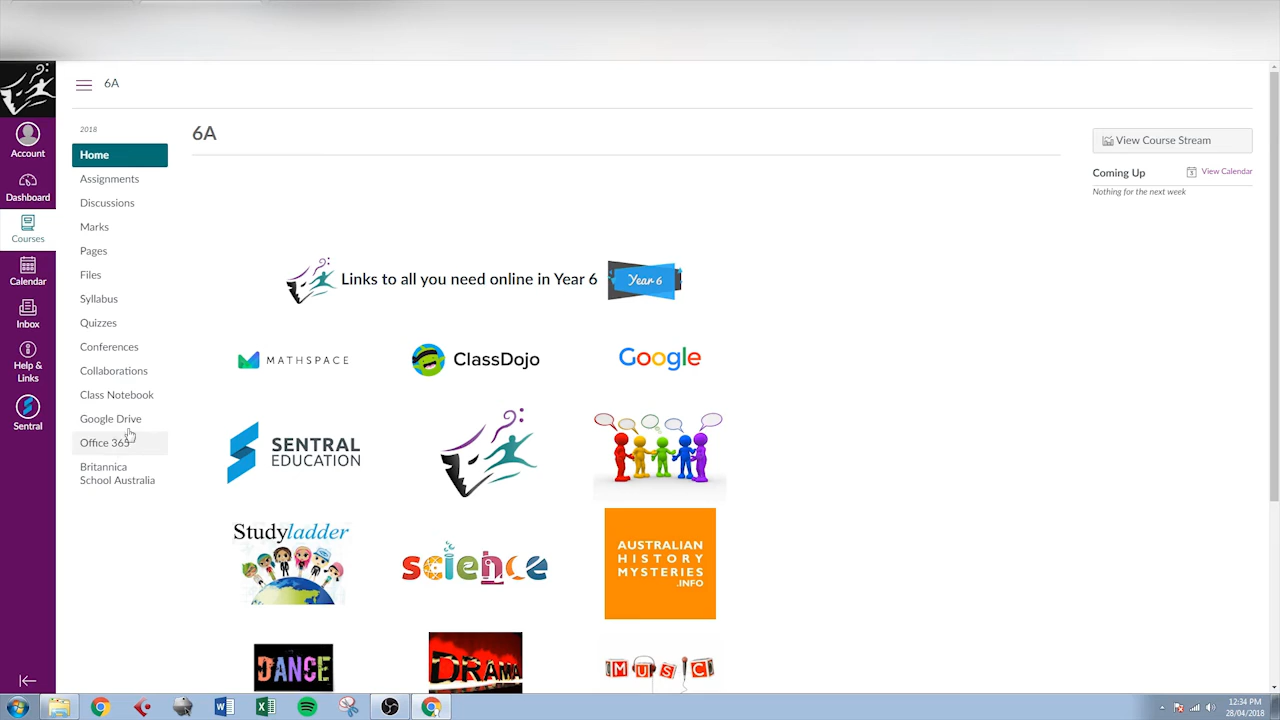 6A
Account
Dashboard
Courses
Calendar
Inbox
Help &
Links
Sentral
2018
Home
Assignments
Discussions
Marks
Pages
Files
Syllabus
Quizzes
Conferences
Collaborations
Class Notebook
Google Drive
Office 365
Britannica
School Australia
6A
Links to all you need online in Year 6
Year 6
MATHSPACE
ClassDojo
Google
SENTRAL
EDUCATION
Studyladder
science
AUSTRALIAN
HISTORY
MYSTERIES
.INFO
DANCE
DRAMA
MUSIC
View Course Stream
Coming Up
View Calendar
Nothing for the next week
12:34 PM
28/04/2018